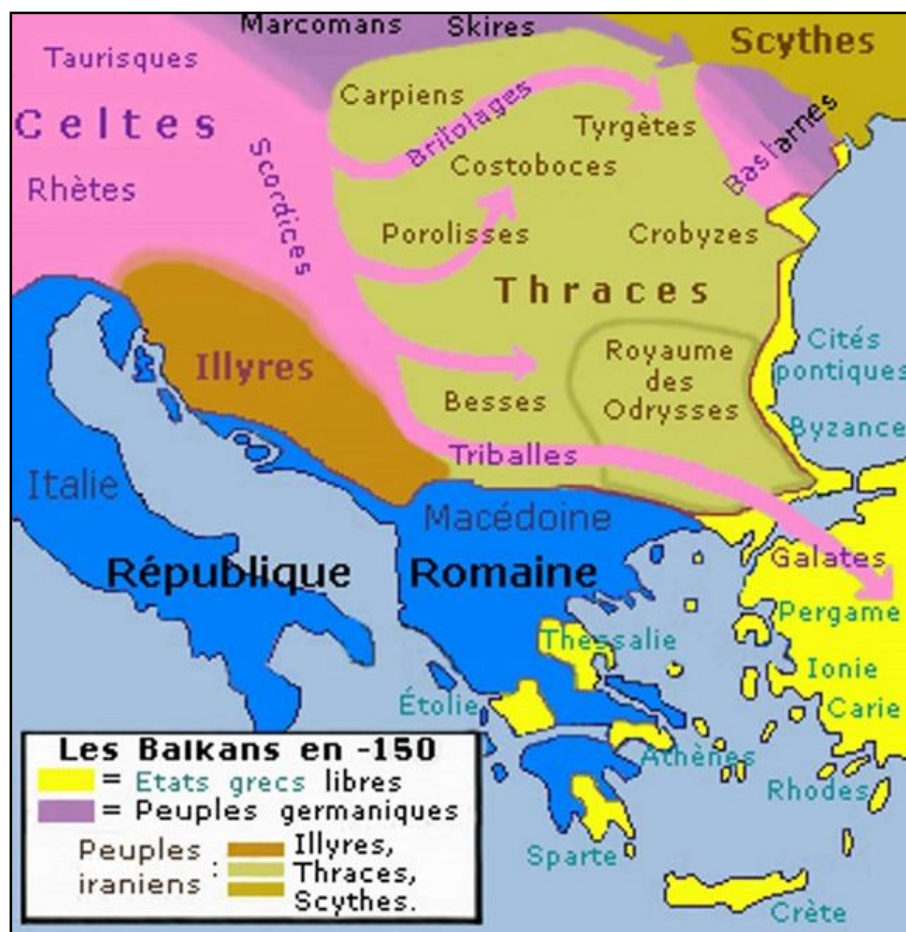 Marcomans Skires
Scythes
Taurisques
Carpiens
Celtes
Britolages
Tyrgètes
Bastarnes
Costoboces
Scordices
Rhètes
Porolisses
Crobyzes
Thraces
Illyres
Royaume
des
Odrysses
Cités
pontiques
Besses
Byzance
Triballes
Italie
Macédoine
République Romaine
Galates
Pergame
Thessalie
Ionie
Étolie
Carie
Athènes
Rhodes
Sparte
Crète
Les Balkans en -150
= Etats grecs libres
= Peuples germaniques
Peuples
iraniens :
Illyres,
Thraces,
Scythes.